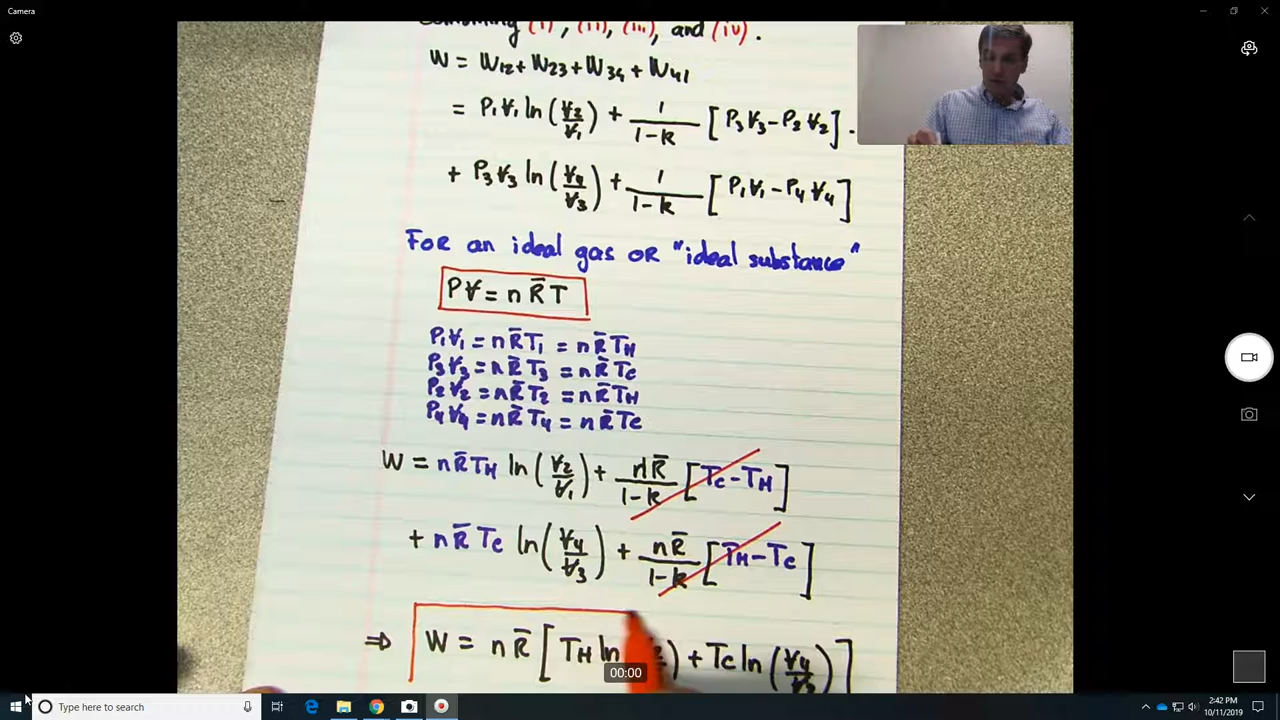 Camera
Combining (i), (ii), (iii), and (iv).
W = W12 + W23 + W34 + W41
= P1V1 ln(V2/V1) + 1/(1-k) [P3V3 - P2V2].
+ P3V3 ln(V4/V3) + 1/(1-k) [P1V1 - P4V4]
For an ideal gas OR "ideal substance"
PV = n R̄ T
P1V1 = nR̄T1 = nR̄TH
P3V3 = nR̄T3 = nR̄Tc
P2V2 = nR̄T2 = nR̄TH
P4V4 = nR̄T4 = nR̄Tc
W = nR̄TH ln(V2/V1) + nR̄/(1-k) [Tc - TH]
+ nR̄Tc ln(V4/V3) + nR̄/(1-k) [TH - Tc]
⇒ W = nR̄ [TH ln + Tc ln(V4/V3)]
00:00
Type here to search
2:42 PM
10/11/2019